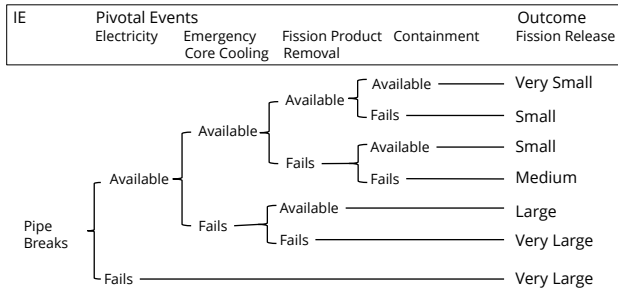 IE Pivotal Events Outcome
Electricity Emergency Fission Product Containment Fission Release
Core Cooling Removal
Available Very Small
Available
Fails Small
Available
Available Small
Fails
Fails Medium
Available
Available Large
Fails
Fails Very Large
Pipe
Breaks
Fails Very Large